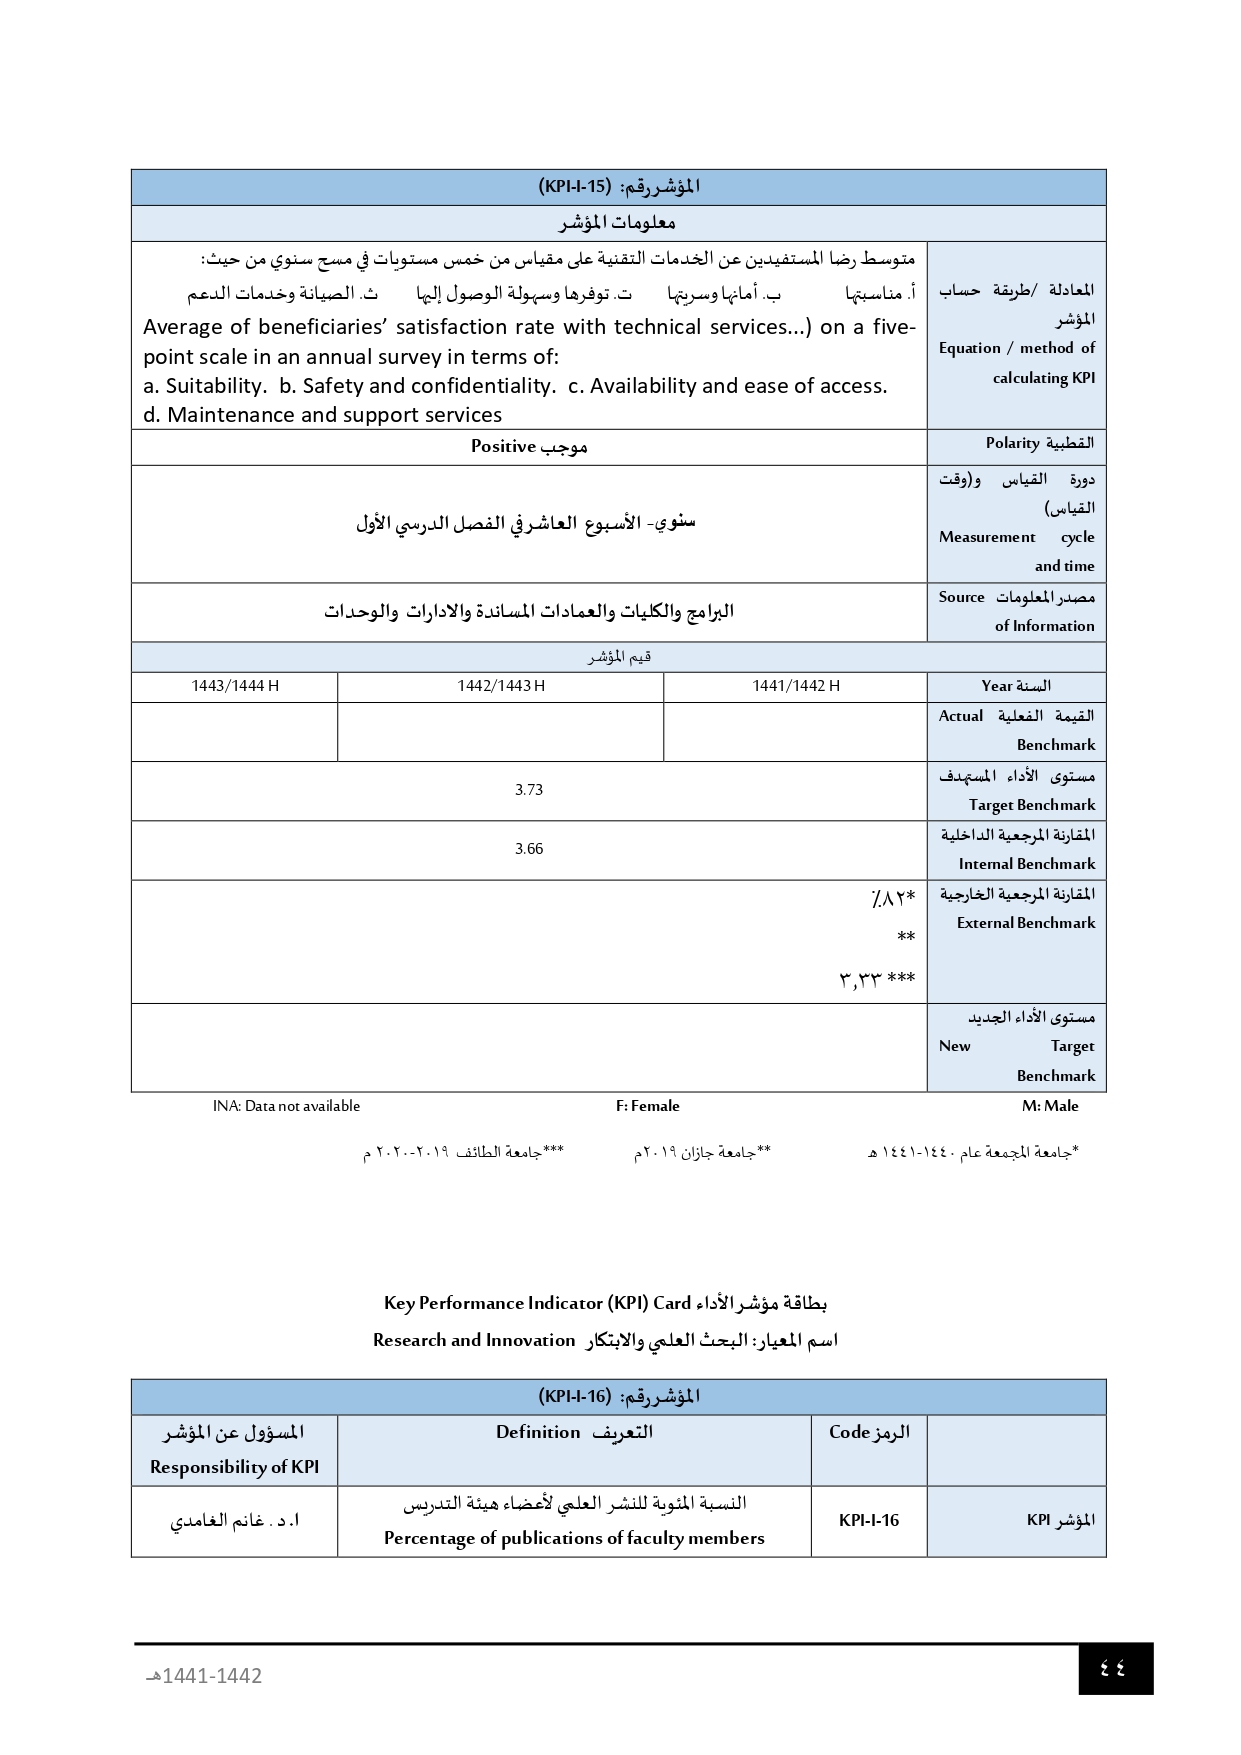 المؤشر رقم: (KPI-I-15)
معلومات المؤشر
المعادلة /طريقة حساب
المؤشر
Equation / method of
calculating KPI
متوسط رضا المستفيدين عن الخدمات التقنية على مقياس من خمس مستويات في مسح سنوي من حيث:
أ. مناسبتها ب. أمانها وسريتها ت. توفرها وسهولة الوصول إليها ث. الصيانة وخدمات الدعم
Average of beneficiaries’ satisfaction rate with technical services...) on a five-
point scale in an annual survey in terms of:
a. Suitability. b. Safety and confidentiality. c. Availability and ease of access.
d. Maintenance and support services
القطبية Polarity
موجب Positive
دورة القياس و(وقت
القياس)
Measurement cycle
and time
سنوي- الأسبوع العاشر في الفصل الدرسي الأول
مصدر المعلومات Source
of Information
البرامج والكليات والعمادات المساندة والادارات والوحدات
قيم المؤشر
السنة Year 1441/1442 H 1442/1443 H 1443/1444 H
القيمة الفعلية Actual
Benchmark
مستوى الأداء المستهدف
Target Benchmark
3.73
المقارنة المرجعية الداخلية
Internal Benchmark
3.66
المقارنة المرجعية الخارجية
External Benchmark
*٨٢٪
**
*** ٣,٣٣
مستوى الأداء الجديد
New Target
Benchmark
M: Male F: Female INA: Data not available
*جامعة المجمعة عام ١٤٤٠-١٤٤١ ه **جامعة جازان ٢٠١٩م ***جامعة الطائف ٢٠١٩-٢٠٢٠ م
بطاقة مؤشر الأداء Key Performance Indicator (KPI) Card
اسم المعيار: البحث العلمي والابتكار Research and Innovation
المؤشر رقم: (KPI-I-16)
الرمز Code التعريف Definition المسؤول عن المؤشر
Responsibility of KPI
المؤشر KPI
KPI-I-16
النسبة المئوية للنشر العلمي لأعضاء هيئة التدريس
Percentage of publications of faculty members
ا. د . غانم الغامدي
٤٤
1441-1442هـ